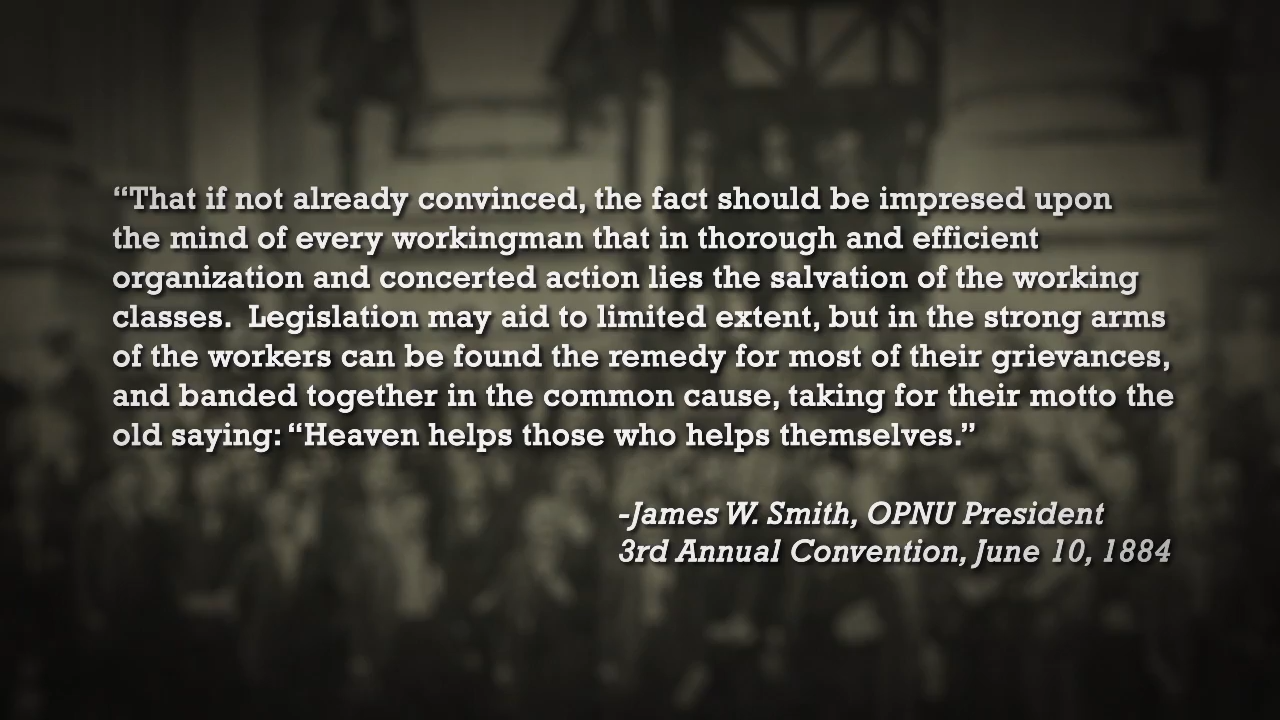 “That if not already convinced, the fact should be impresed upon
the mind of every workingman that in thorough and efficient
organization and concerted action lies the salvation of the working
classes.  Legislation may aid to limited extent, but in the strong arms
of the workers can be found the remedy for most of their grievances,
and banded together in the common cause, taking for their motto the
old saying: “Heaven helps those who helps themselves.”
-James W. Smith, OPNU President
3rd Annual Convention, June 10, 1884